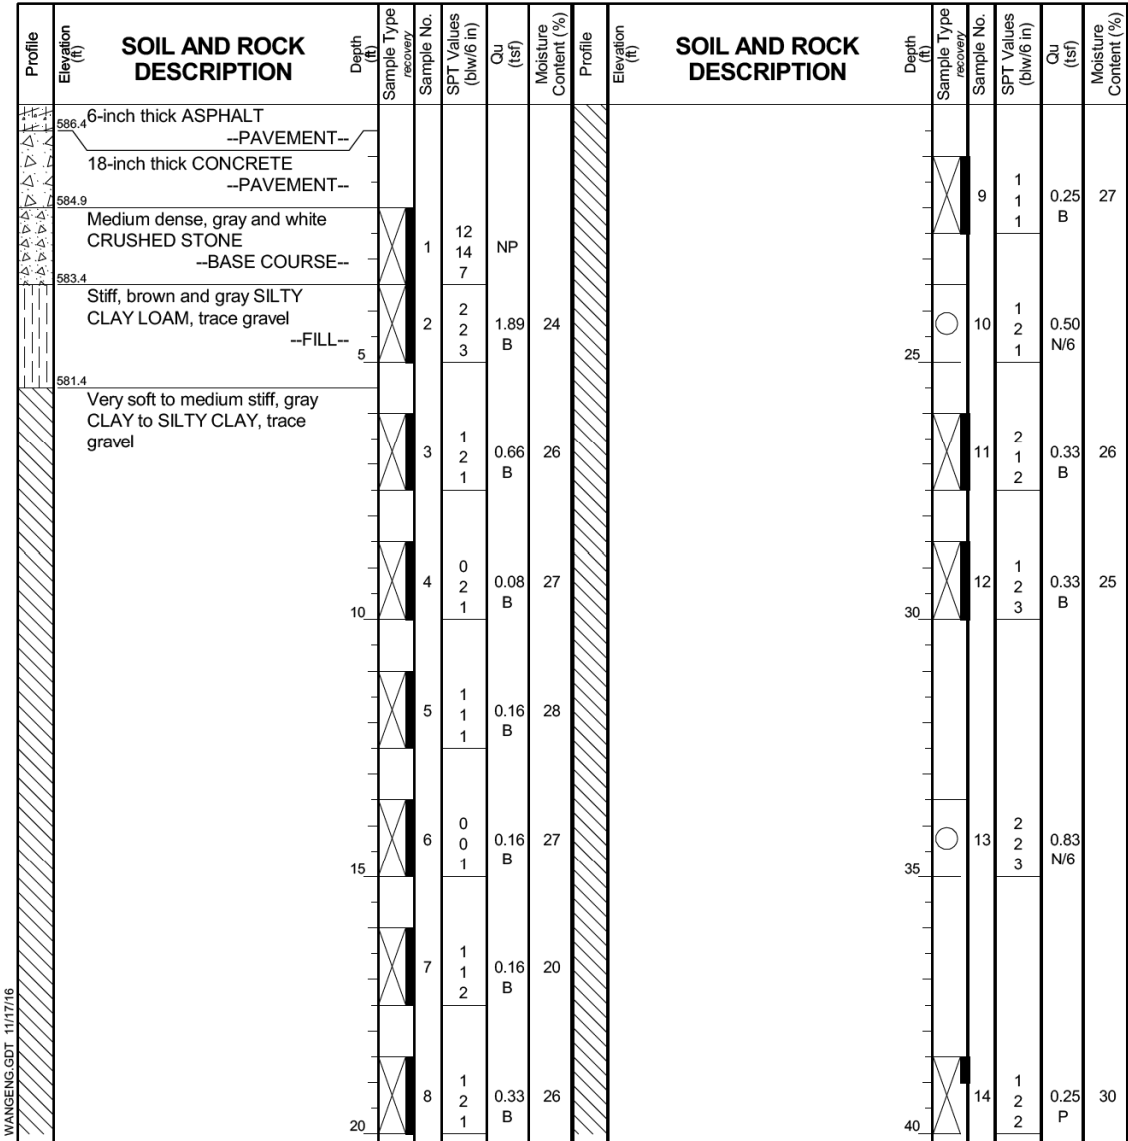 Profile
Elevation
(ft)
SOIL AND ROCK
DESCRIPTION
Depth
(ft)
Sample Type
recovery
Sample No.
SPT Values
(blw/6 in)
Qu
(tsf)
Moisture
Content (%)
586.4
6-inch thick ASPHALT
--PAVEMENT--
18-inch thick CONCRETE
--PAVEMENT--
584.9
Medium dense, gray and white
CRUSHED STONE
--BASE COURSE--
1
12
14
7
NP
583.4
Stiff, brown and gray SILTY
CLAY LOAM, trace gravel
--FILL--
5
2
2
2
3
1.89
B
24
581.4
Very soft to medium stiff, gray
CLAY to SILTY CLAY, trace
gravel
3
1
2
1
0.66
B
26
10
4
0
2
1
0.08
B
27
5
1
1
1
0.16
B
28
15
6
0
0
1
0.16
B
27
7
1
1
2
0.16
B
20
20
8
1
2
1
0.33
B
26
Profile
Elevation
(ft)
SOIL AND ROCK
DESCRIPTION
Depth
(ft)
Sample Type
recovery
Sample No.
SPT Values
(blw/6 in)
Qu
(tsf)
Moisture
Content (%)
9
1
1
1
0.25
B
27
25
10
1
2
1
0.50
N/6
11
2
1
2
0.33
B
26
30
12
1
2
3
0.33
B
25
35
13
2
2
3
0.83
N/6
40
14
1
2
2
0.25
P
30
WANGENG.GDT 11/17/16